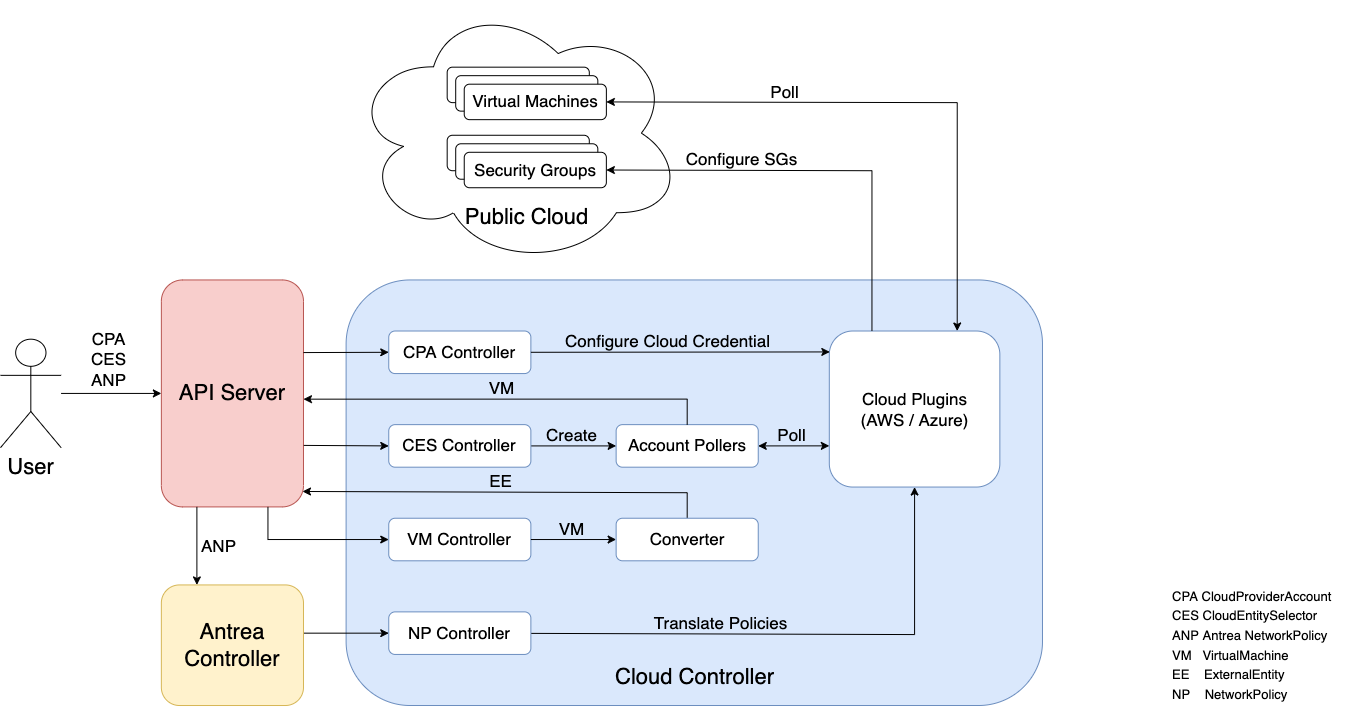 Virtual Machines
Poll
Security Groups
Configure SGs
Public Cloud
CPA
CES
ANP
User
API Server
CPA Controller
Configure Cloud Credential
VM
CES Controller
Create
Account Pollers
Poll
Cloud Plugins
(AWS / Azure)
EE
VM Controller
VM
Converter
ANP
Antrea
Controller
NP Controller
Translate Policies
Cloud Controller
CPA CloudProviderAccount
CES CloudEntitySelector
ANP Antrea NetworkPolicy
VM VirtualMachine
EE ExternalEntity
NP NetworkPolicy